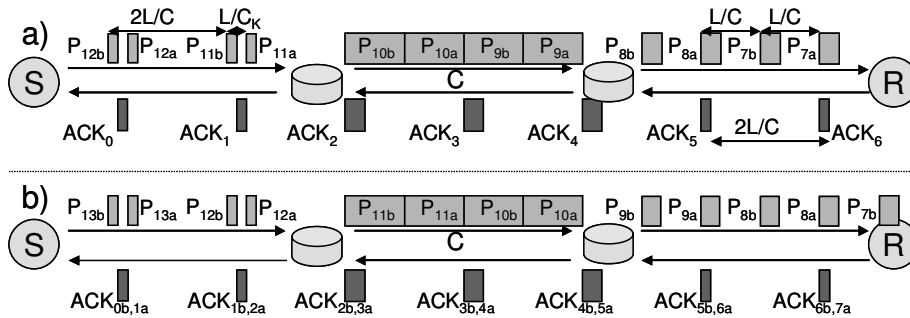 a)
2L/C L/C_K L/C L/C
P_12b P_12a P_11b P_11a P_10b P_10a P_9b P_9a P_8b P_8a P_7b P_7a
S C R
ACK_0 ACK_1 ACK_2 ACK_3 ACK_4 ACK_5 ACK_6
2L/C
b)
P_13b P_13a P_12b P_12a P_11b P_11a P_10b P_10a P_9b P_9a P_8b P_8a P_7b
S C R
ACK_0b,1a ACK_1b,2a ACK_2b,3a ACK_3b,4a ACK_4b,5a ACK_5b,6a ACK_6b,7a